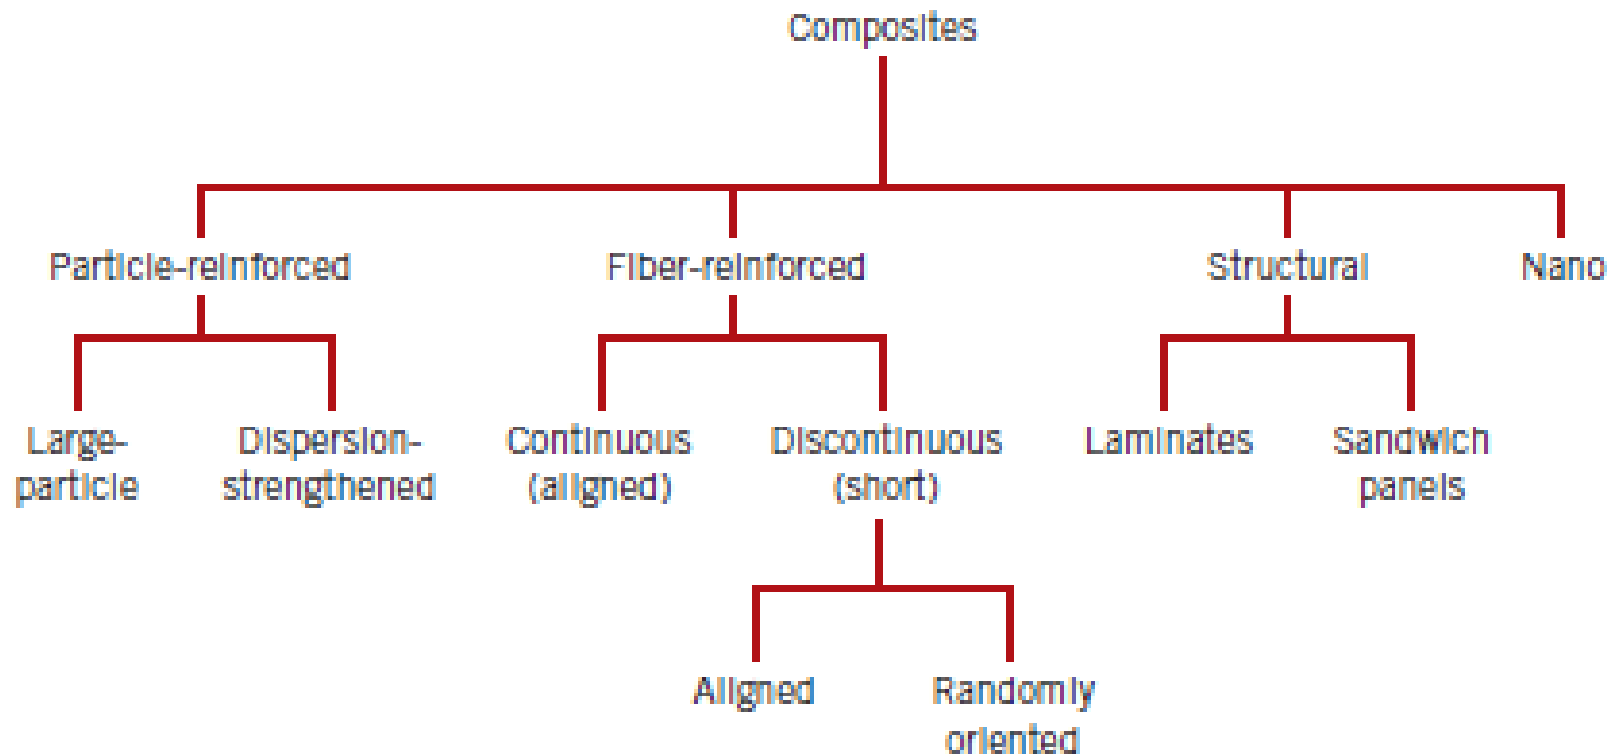 Composites
Particle-reinforced
Fiber-reinforced
Structural
Nano
Large-
particle
Dispersion-
strengthened
Continuous
(aligned)
Discontinuous
(short)
Laminates
Sandwich
panels
Aligned
Randomly
oriented